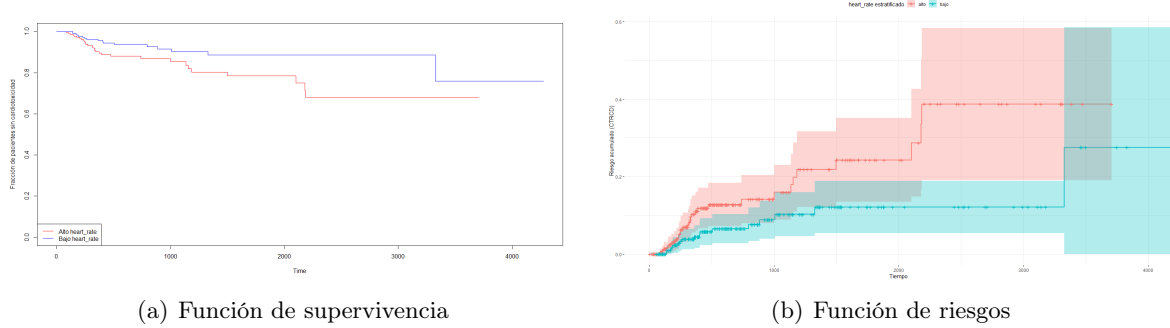 Fracción de pacientes sin cardiotoxicidad
1.0
0.8
0.6
0.4
0.2
0.0
Alto heart_rate
Bajo heart_rate
0 1000 2000 3000 4000
Time
(a) Función de supervivencia
heart_rate estratificado alto bajo
Riesgo acumulado (CTRCD)
0.6
0.4
0.2
0.0
0 1000 2000 3000 4000
Tiempo
(b) Función de riesgos